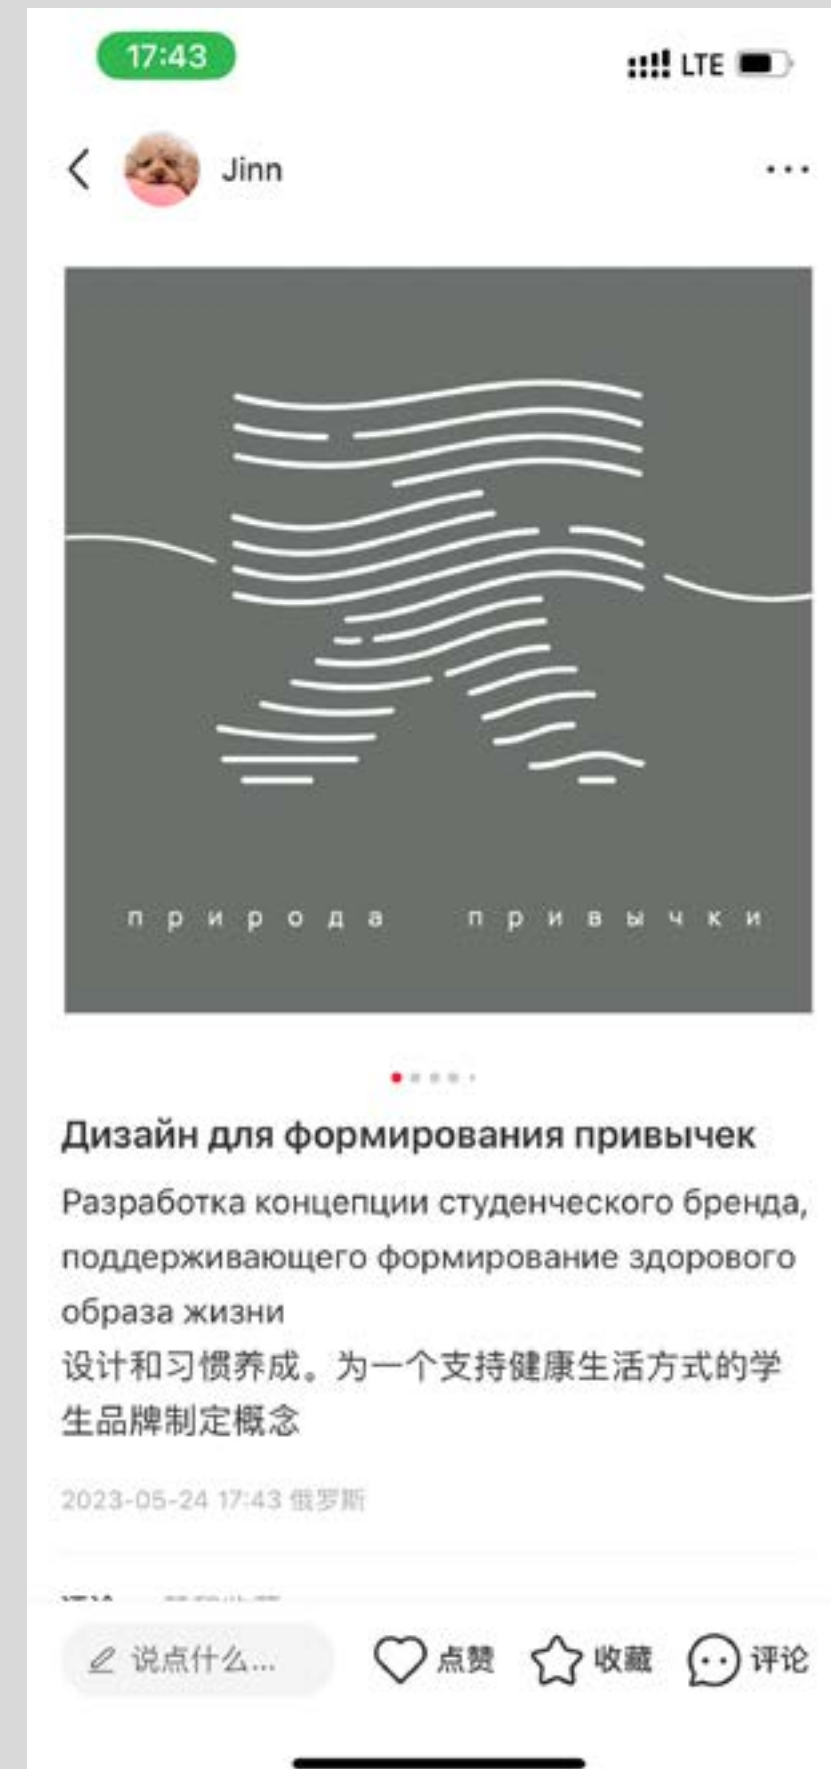 17:43
LTE
Jinn
природа привычки
Дизайн для формирования привычек
Разработка концепции студенческого бренда,
поддерживающего формирование здорового
образа жизни
设计和习惯养成。为一个支持健康生活方式的学
生品牌制定概念
2023-05-24 17:43 俄罗斯
说点什么... 点赞 收藏 评论